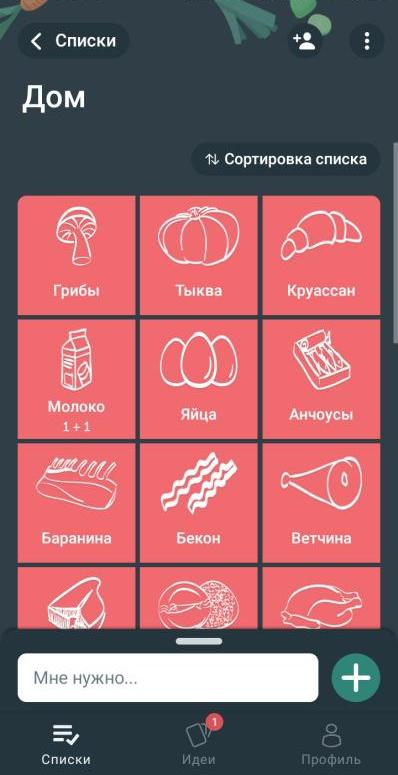 Списки
Дом
Сортировка списка
Грибы
Тыква
Круассан
Молоко
1 + 1
Яйца
Анчоусы
Баранина
Бекон
Ветчина
Мне нужно...
1
Списки
Идеи
Профиль